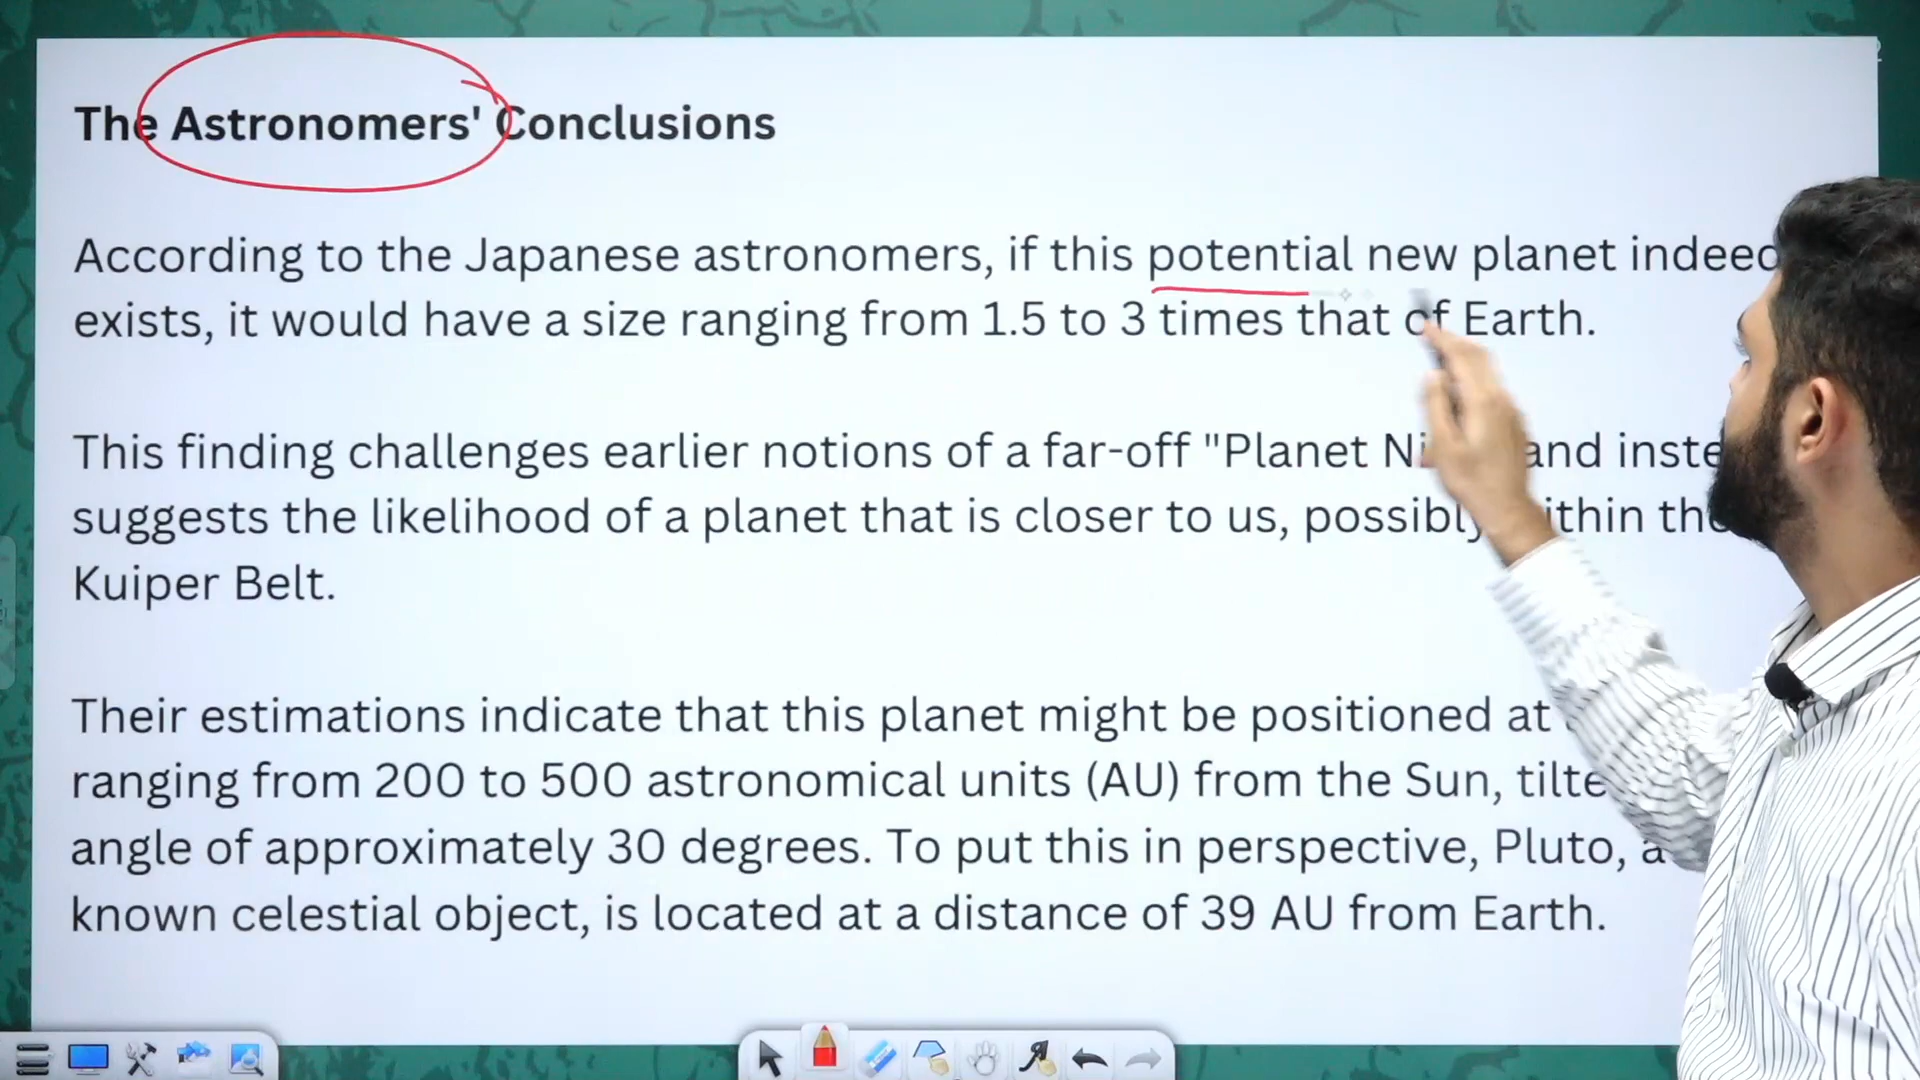 The Astronomers' Conclusions
According to the Japanese astronomers, if this potential new planet indeed
exists, it would have a size ranging from 1.5 to 3 times that of Earth.
This finding challenges earlier notions of a far-off "Planet and
suggests the likelihood of a planet that is closer to us, possibly within the
Kuiper Belt.
Their estimations indicate that this planet might be positioned at
ranging from 200 to 500 astronomical units (AU) from the Sun,
angle of approximately 30 degrees. To put this in perspective, Pluto,
known celestial object, is located at a distance of 39 AU from Earth.